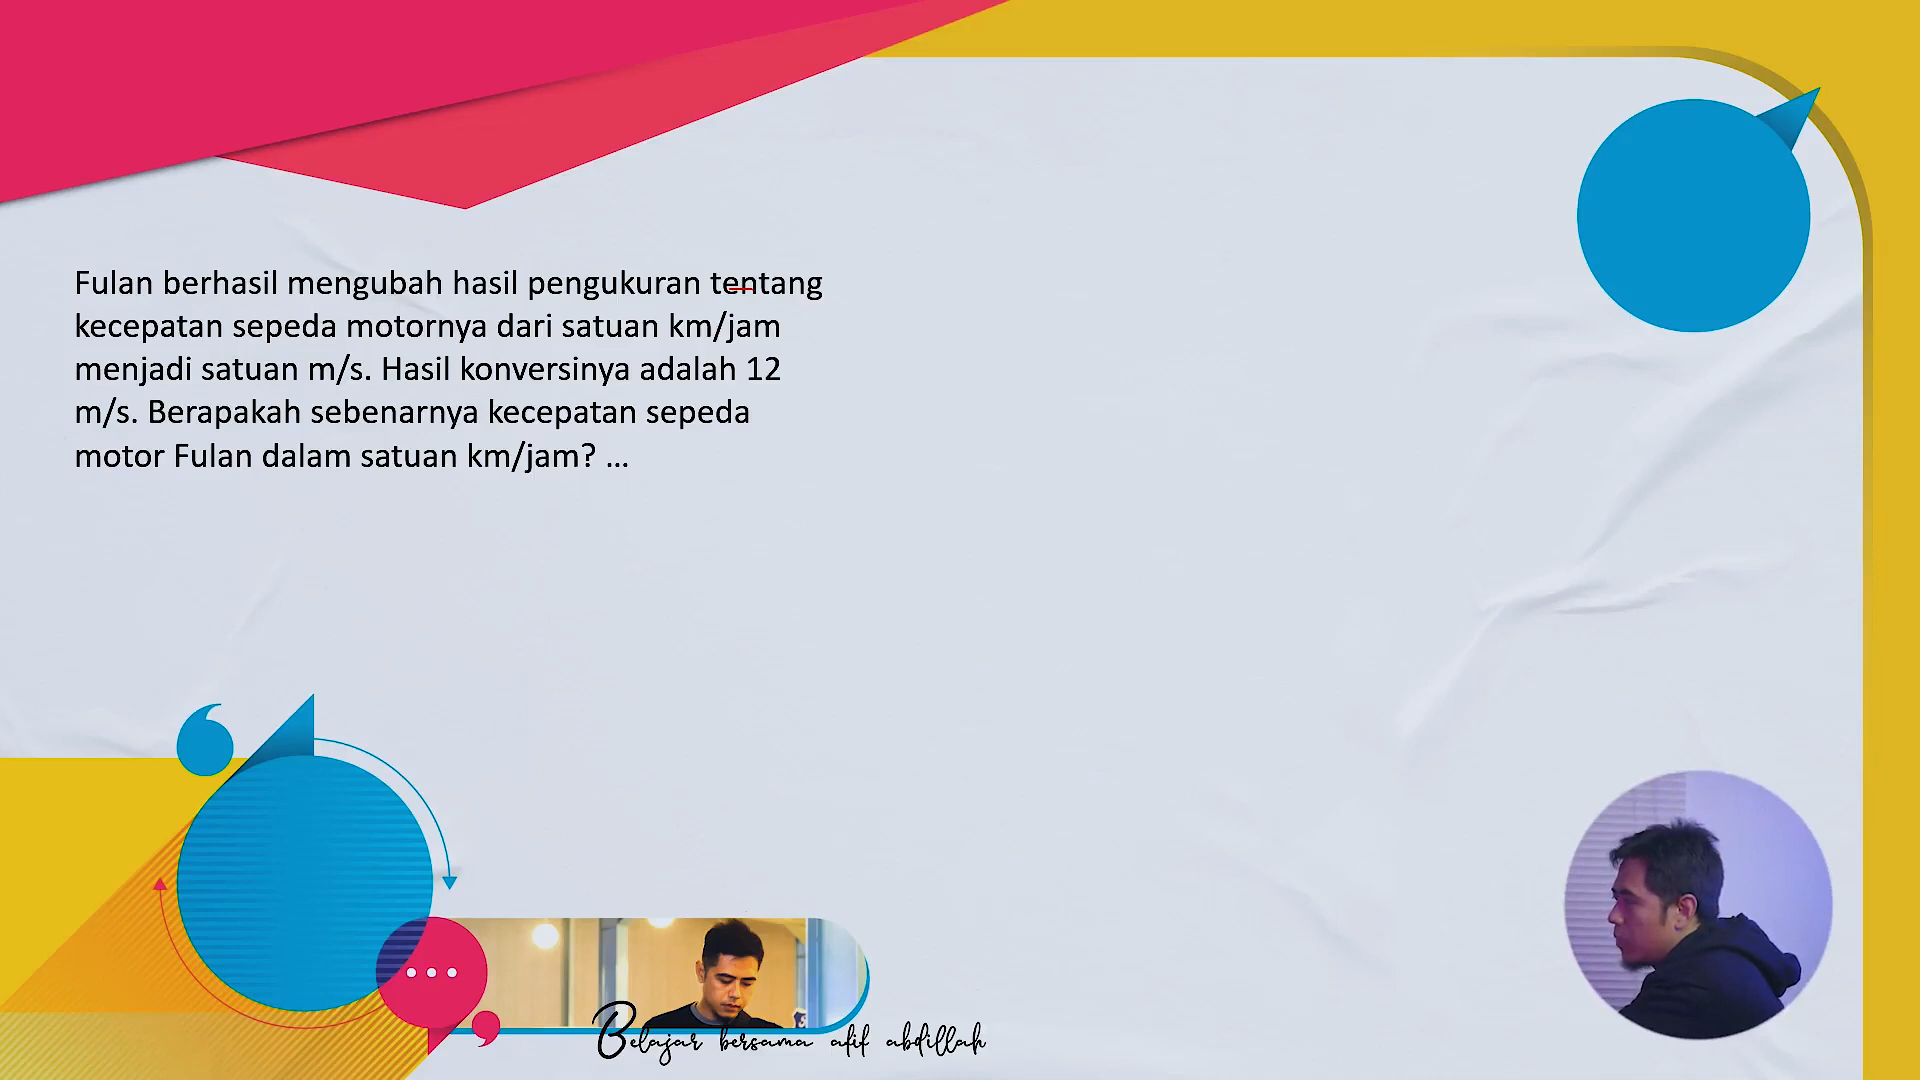 Fulan berhasil mengubah hasil pengukuran tentang
kecepatan sepeda motornya dari satuan km/jam
menjadi satuan m/s. Hasil konversinya adalah 12
m/s. Berapakah sebenarnya kecepatan sepeda
motor Fulan dalam satuan km/jam? ...
Belajar bersama afif abdillah